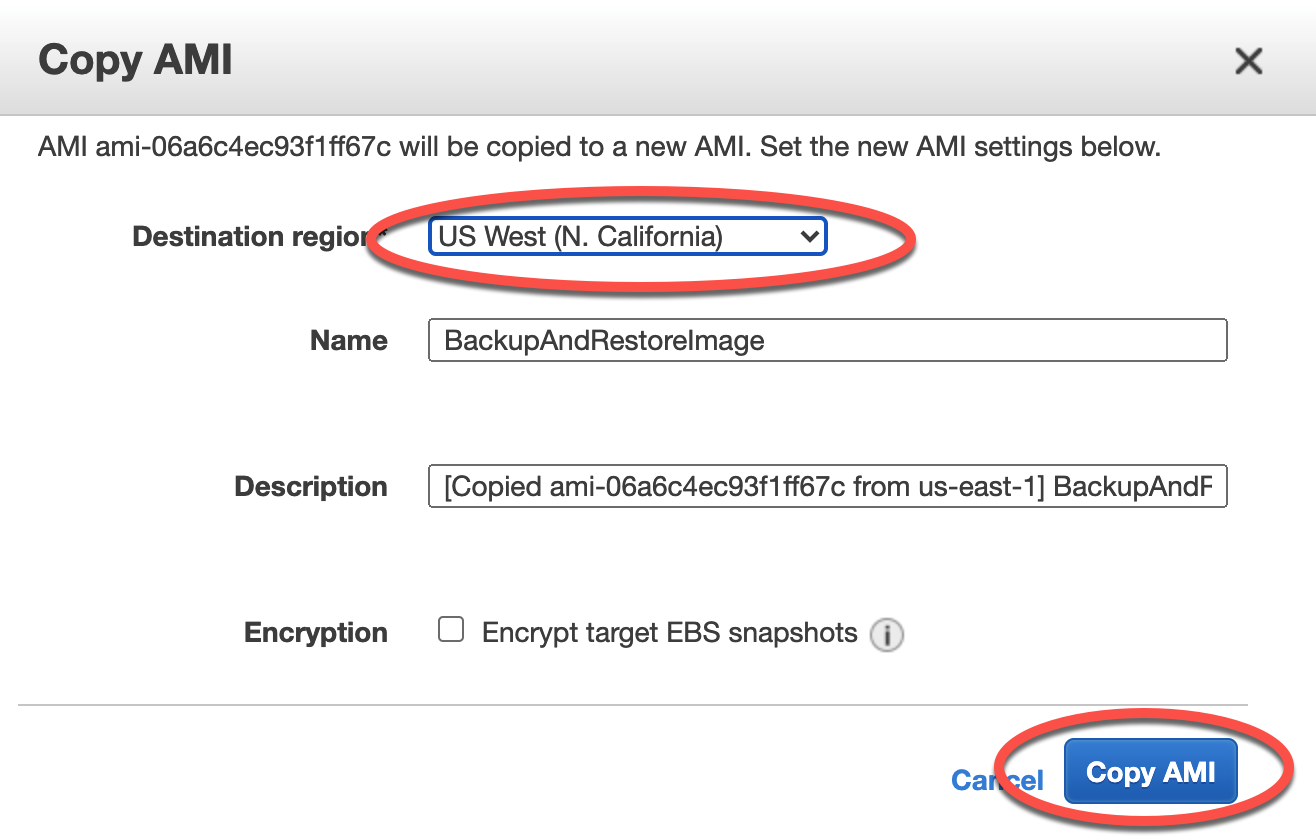 Copy AMI
AMI ami-06a6c4ec93f1ff67c will be copied to a new AMI. Set the new AMI settings below.
Destination region* US West (N. California)
Name BackupAndRestoreImage
Description [Copied ami-06a6c4ec93f1ff67c from us-east-1] BackupAndF
Encryption Encrypt target EBS snapshots
Cancel Copy AMI